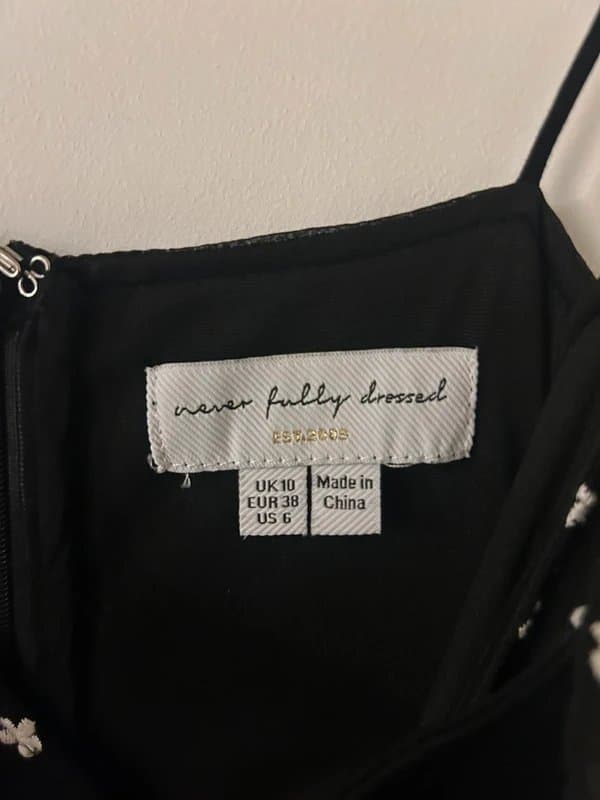 never fully dressed
EST.2009
UK 10
EUR 38
US 6
Made in
China